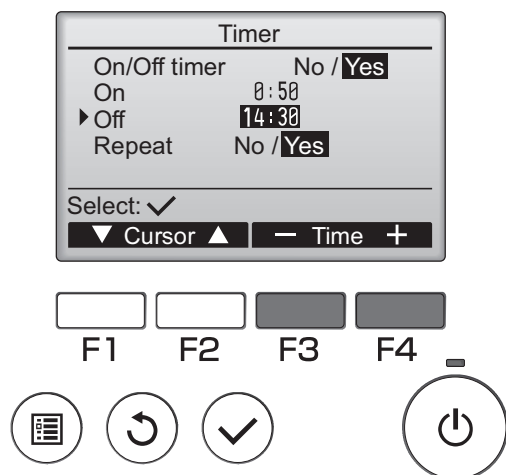 Timer
On/Off timer No / Yes
On 0:50
Off 14:30
Repeat No / Yes
Select:
Cursor — Time +
F1 F2 F3 F4